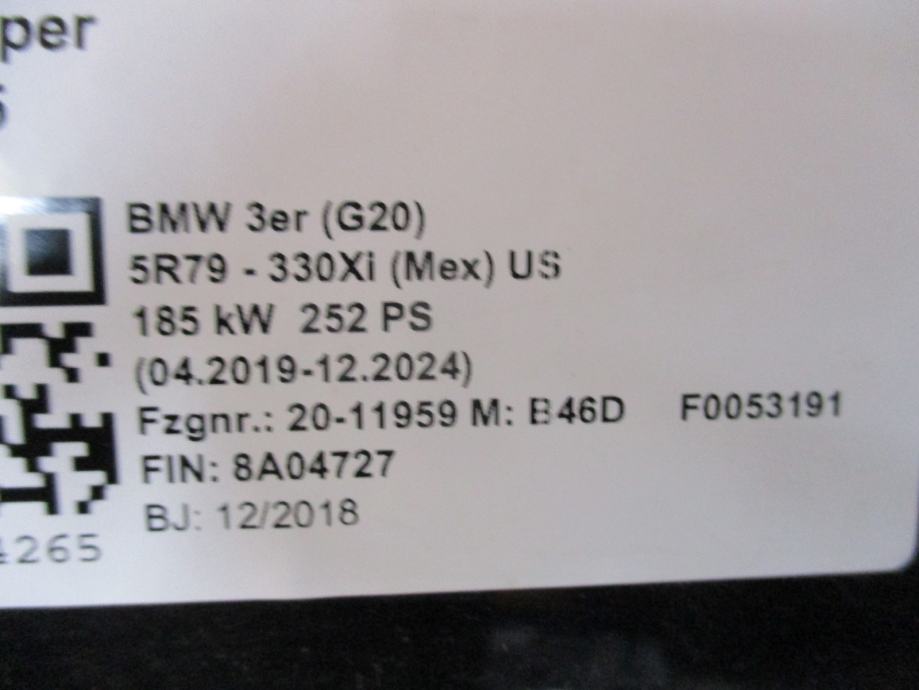 per
BMW 3er (G20)
5R79 - 330Xi (Mex) US
185 kW 252 PS
(04.2019-12.2024)
Fzgnr.: 20-11959 M: B46D F0053191
FIN: 8A04727
BJ: 12/2018
4265